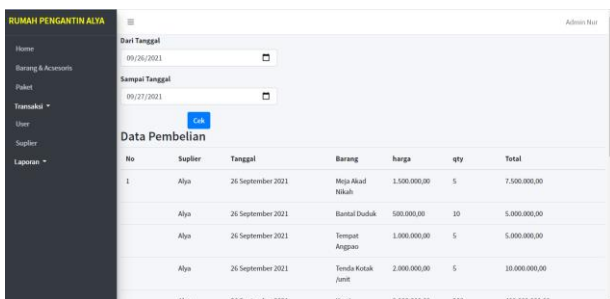 RUMAH PENGANTIN ALYA
Admin Nur
Home
Barang & Acsesoris
Paket
Transaksi
User
Suplier
Laporan
Dari Tanggal
09/26/2021
Sampai Tanggal
09/27/2021
Cek
Data Pembelian
No Suplier Tanggal Barang harga qty Total
1 Alya 26 September 2021 Meja Akad Nikah 1.500.000,00 5 7.500.000,00
Alya 26 September 2021 Bantal Duduk 500.000,00 10 5.000.000,00
Alya 26 September 2021 Tempat Angpao 1.000.000,00 5 5.000.000,00
Alya 26 September 2021 Tenda Kotak /unit 2.000.000,00 5 10.000.000,00